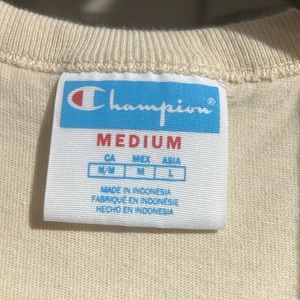 Champion®
MEDIUM
CA MEX ASIA
M/M M L
MADE IN INDONESIA
FABRIQUÉ EN INDONÉSIE
HECHO EN INDONESIA